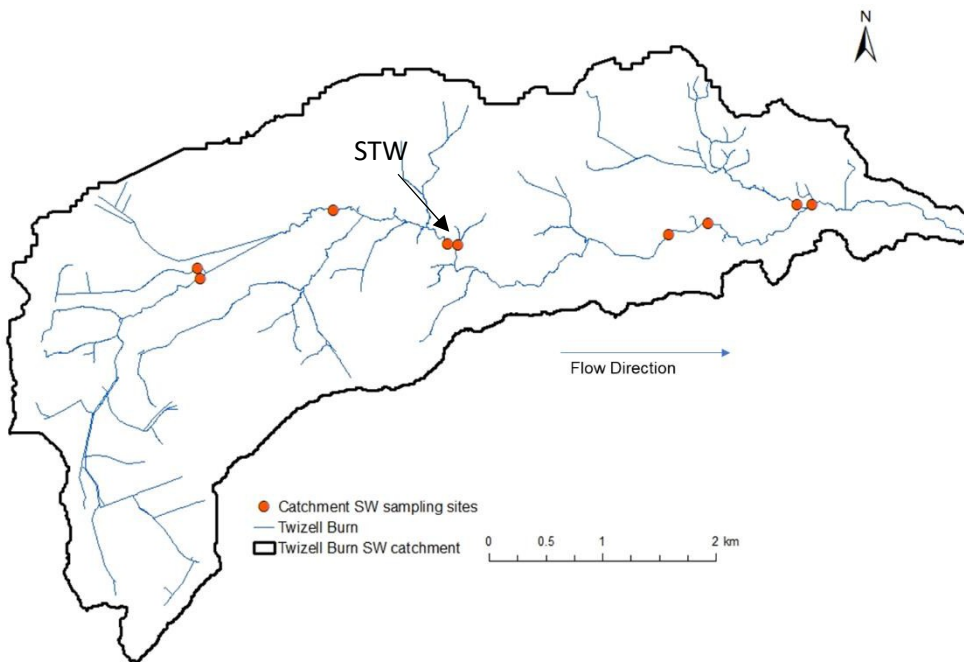 N
STW
Flow Direction
Catchment SW sampling sites
Twizell Burn
Twizell Burn SW catchment
0 0.5 1 2 km